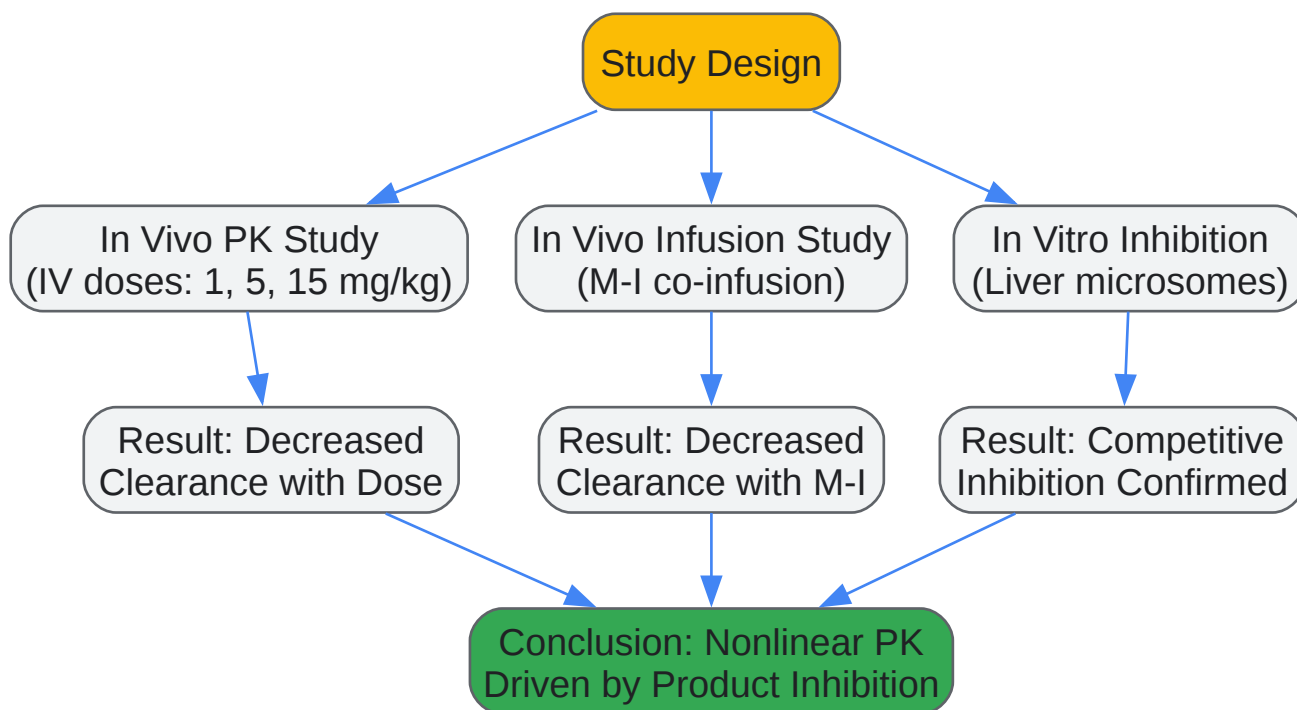 Study Design
In Vivo PK Study
(IV doses: 1, 5, 15 mg/kg)
In Vivo Infusion Study
(M-I co-infusion)
In Vitro Inhibition
(Liver microsomes)
Result: Decreased
Clearance with Dose
Result: Decreased
Clearance with M-I
Result: Competitive
Inhibition Confirmed
Conclusion: Nonlinear PK
Driven by Product Inhibition